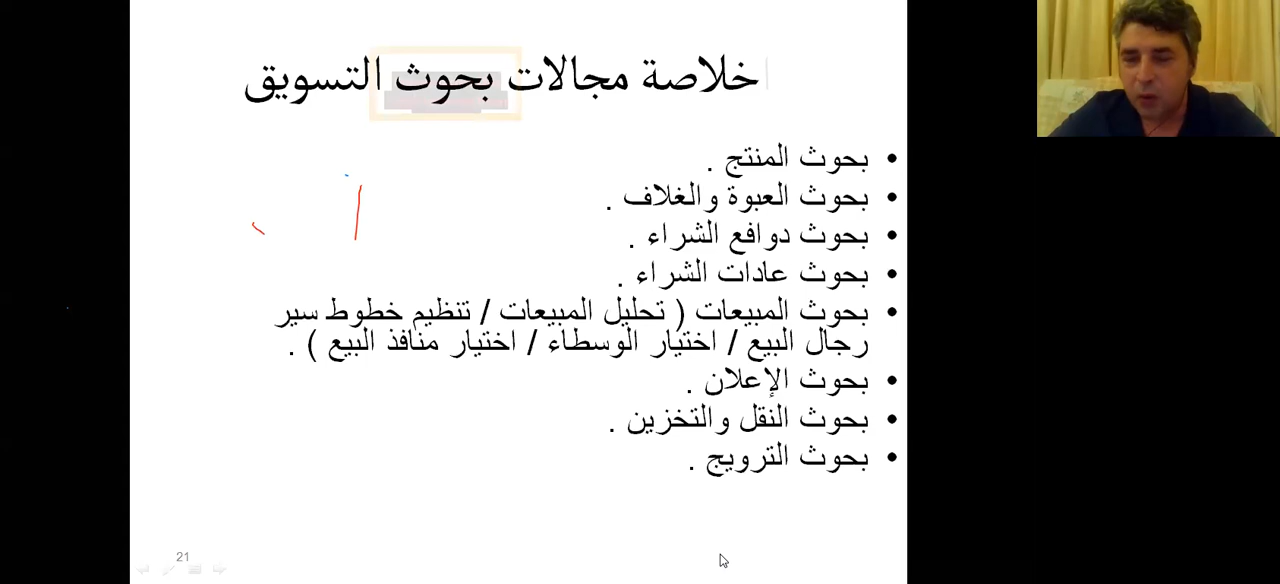 خلاصة مجالات بحوث التسويق
• بحوث المنتج .
• بحوث العبوة والغلاف .
• بحوث دوافع الشراء .
• بحوث عادات الشراء .
• بحوث المبيعات ( تحليل المبيعات / تنظيم خطوط سير
رجال البيع / اختيار الوسطاء / اختيار منافذ البيع ) .
• بحوث الإعلان .
• بحوث النقل والتخزين .
• بحوث الترويج .
21